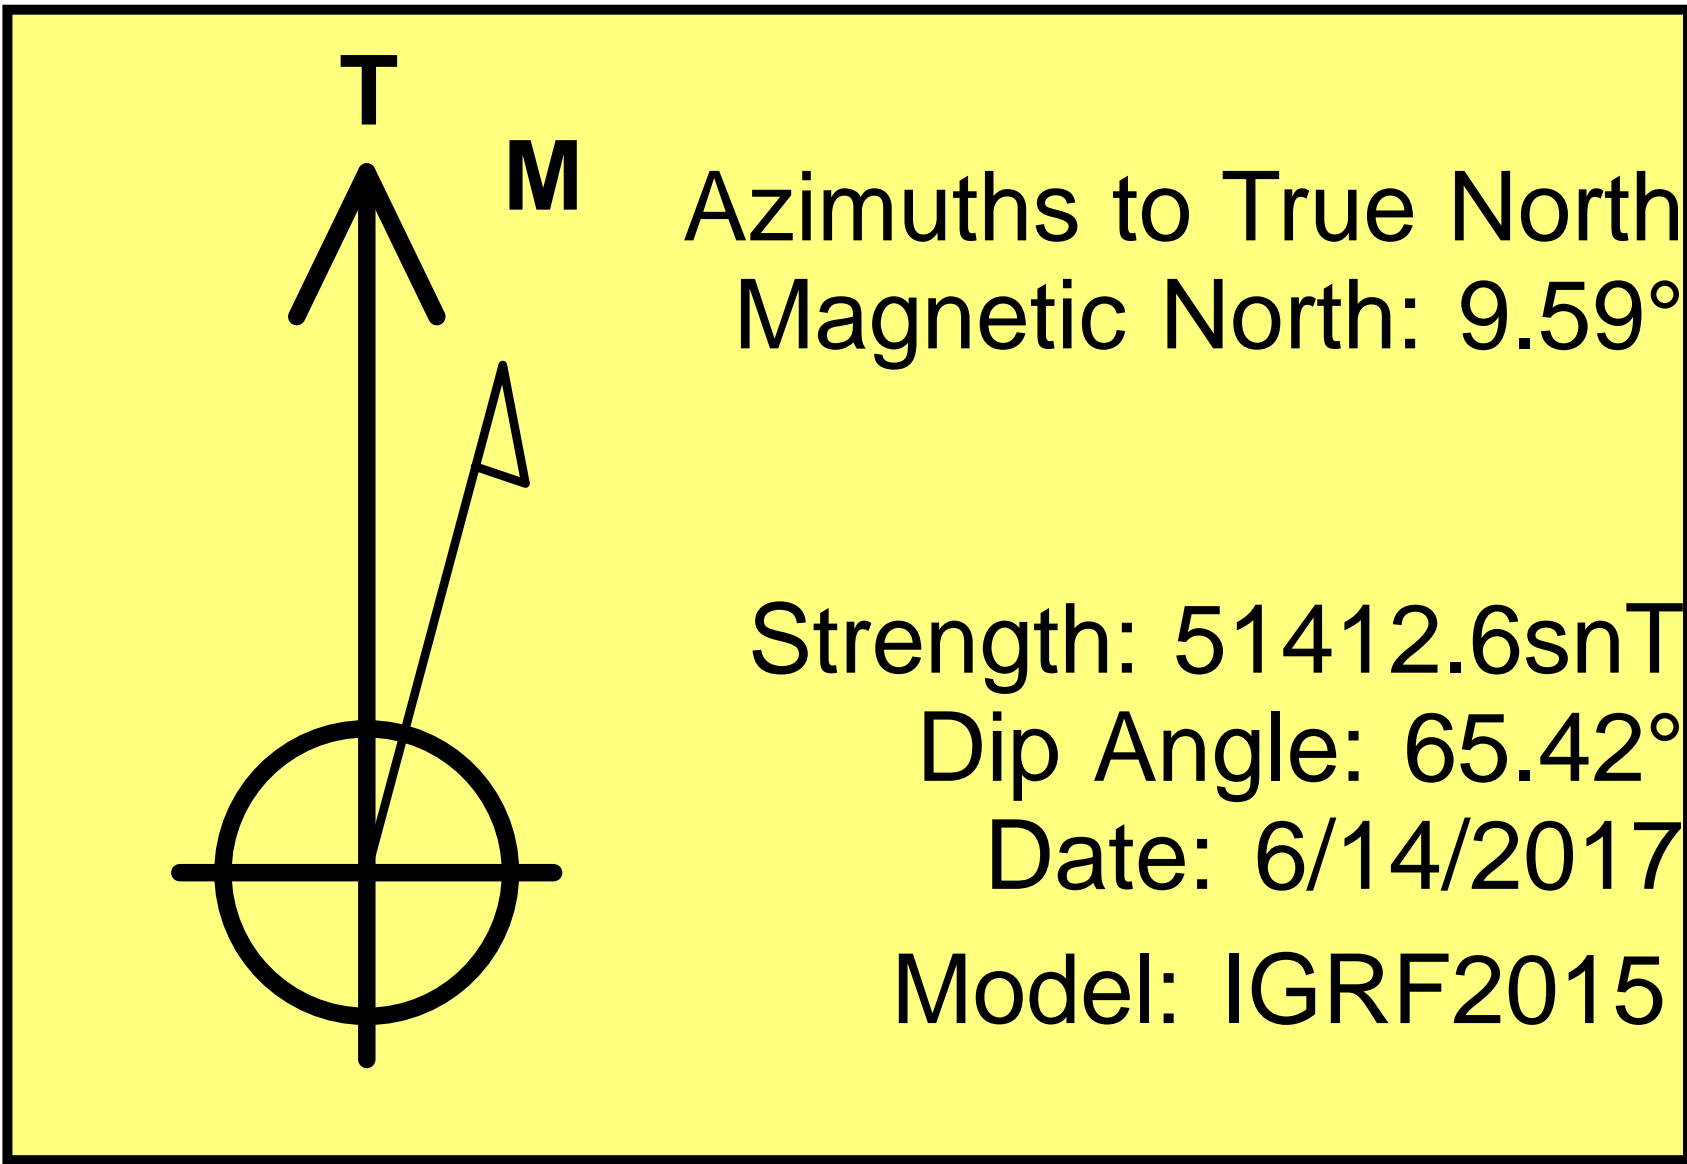 T
M
Azimuths to True North
Magnetic North: 9.59°
Strength: 51412.6snT
Dip Angle: 65.42°
Date: 6/14/2017
Model: IGRF2015